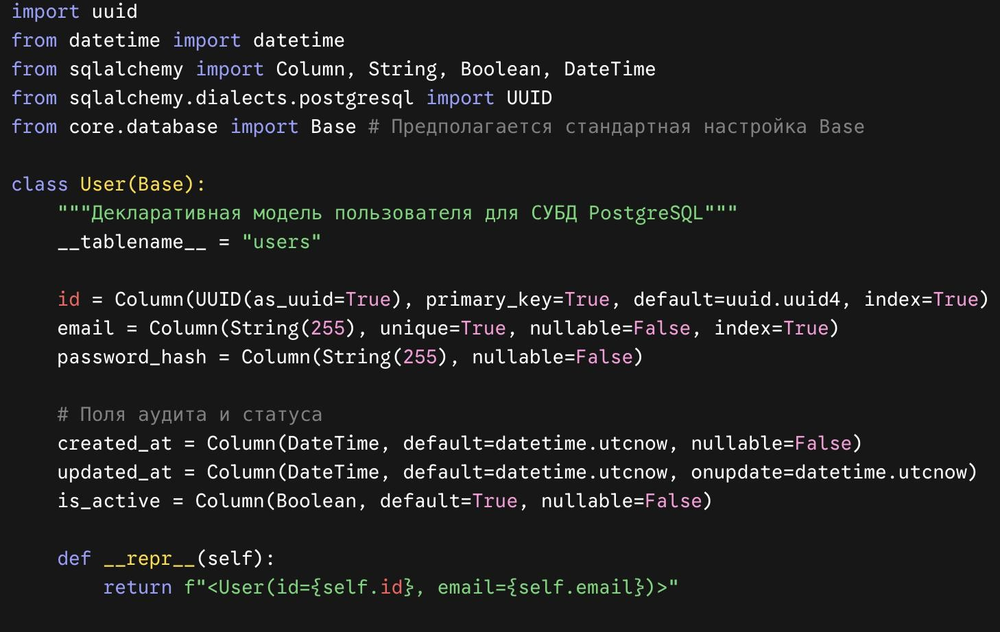 import uuid
from datetime import datetime
from sqlalchemy import Column, String, Boolean, DateTime
from sqlalchemy.dialects.postgresql import UUID
from core.database import Base # Предполагается стандартная настройка Base

class User(Base):
    """Декларативная модель пользователя для СУБД PostgreSQL"""
    __tablename__ = "users"

    id = Column(UUID(as_uuid=True), primary_key=True, default=uuid.uuid4, index=True)
    email = Column(String(255), unique=True, nullable=False, index=True)
    password_hash = Column(String(255), nullable=False)

    # Поля аудита и статуса
    created_at = Column(DateTime, default=datetime.utcnow, nullable=False)
    updated_at = Column(DateTime, default=datetime.utcnow, onupdate=datetime.utcnow)
    is_active = Column(Boolean, default=True, nullable=False)

    def __repr__(self):
        return f"<User(id={self.id}, email={self.email})>"